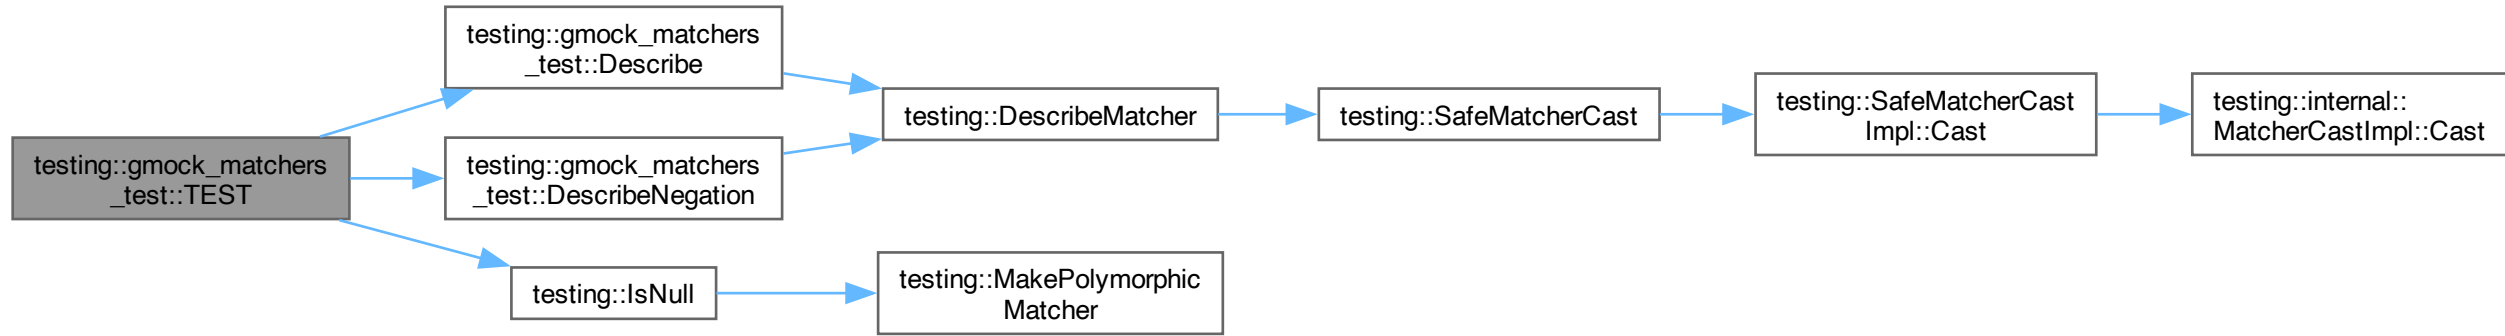 testing::gmock_matchers
_test::TEST
testing::gmock_matchers
_test::Describe
testing::gmock_matchers
_test::DescribeNegation
testing::IsNull
testing::DescribeMatcher
testing::MakePolymorphic
Matcher
testing::SafeMatcherCast
testing::SafeMatcherCast
Impl::Cast
testing::internal::
MatcherCastImpl::Cast